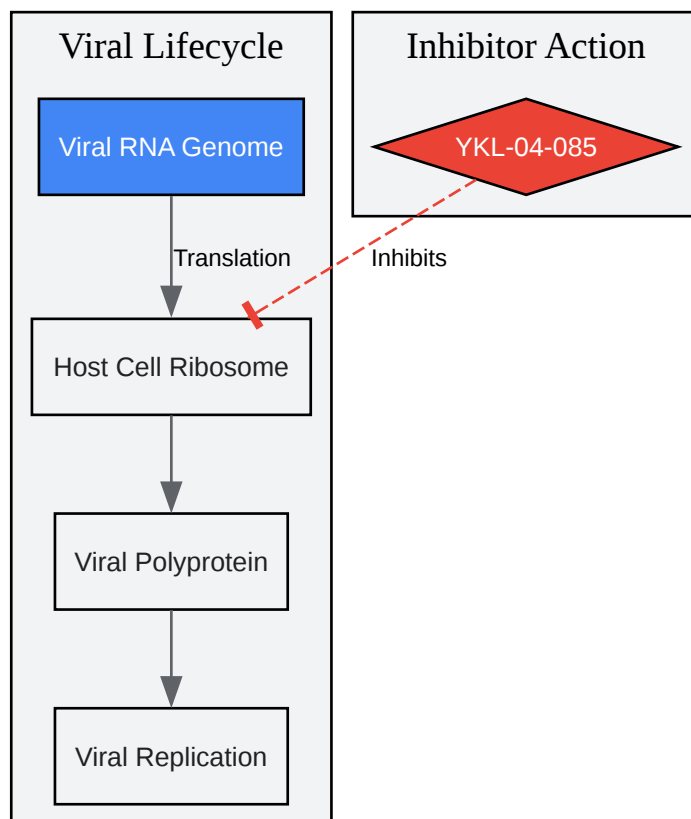 Viral Lifecycle
Inhibitor Action
Viral RNA Genome
YKL-04-085
Translation
Inhibits
Host Cell Ribosome
Viral Polyprotein
Viral Replication